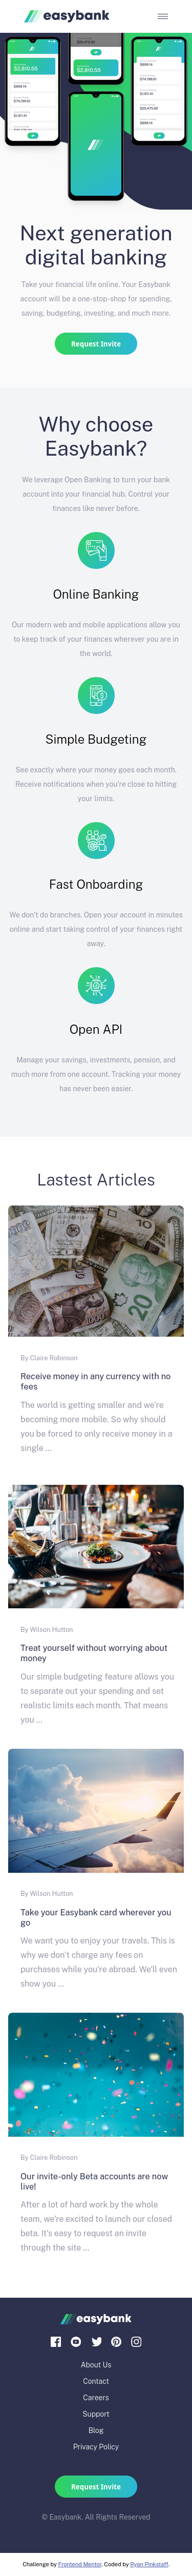 easybank
Next generation
digital banking
Take your financial life online. Your Easybank
account will be a one-stop-shop for spending,
saving, budgeting, investing, and much more.
Request Invite
Why choose
Easybank?
We leverage Open Banking to turn your bank
account into your financial hub. Control your
finances like never before.
Online Banking
Our modern web and mobile applications allow you
to keep track of your finances wherever you are in
the world.
Simple Budgeting
See exactly where your money goes each month.
Receive notifications when you're close to hitting
your limits.
Fast Onboarding
We don't do branches. Open your account in minutes
online and start taking control of your finances right
away.
Open API
Manage your savings, investments, pension, and
much more from one account. Tracking your money
has never been easier.
Lastest Articles
By Claire Robinson
Receive money in any currency with no
fees
The world is getting smaller and we're
becoming more mobile. So why should
you be forced to only receive money in a
single ...
By Wilson Hutton
Treat yourself without worrying about
money
Our simple budgeting feature allows you
to separate out your spending and set
realistic limits each month. That means
you ...
By Wilson Hutton
Take your Easybank card wherever you
go
We want you to enjoy your travels. This is
why we don't charge any fees on
purchases while you're abroad. We'll even
show you ...
By Claire Robinson
Our invite-only Beta accounts are now
live!
After a lot of hard work by the whole
team, we're excited to launch our closed
beta. It's easy to request an invite
through the site ...
easybank
About Us
Contact
Careers
Support
Blog
Privacy Policy
Request Invite
© Easybank. All Rights Reserved
Challenge by Frontend Mentor. Coded by Ryan Pinkstaff.